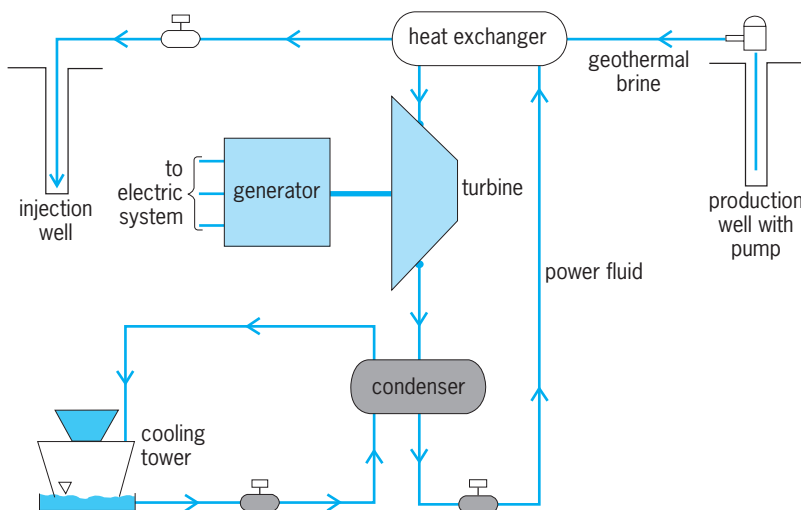 heat exchanger
geothermal
brine
to
electric
system
generator
turbine
injection
well
production
well with
pump
power fluid
condenser
cooling
tower